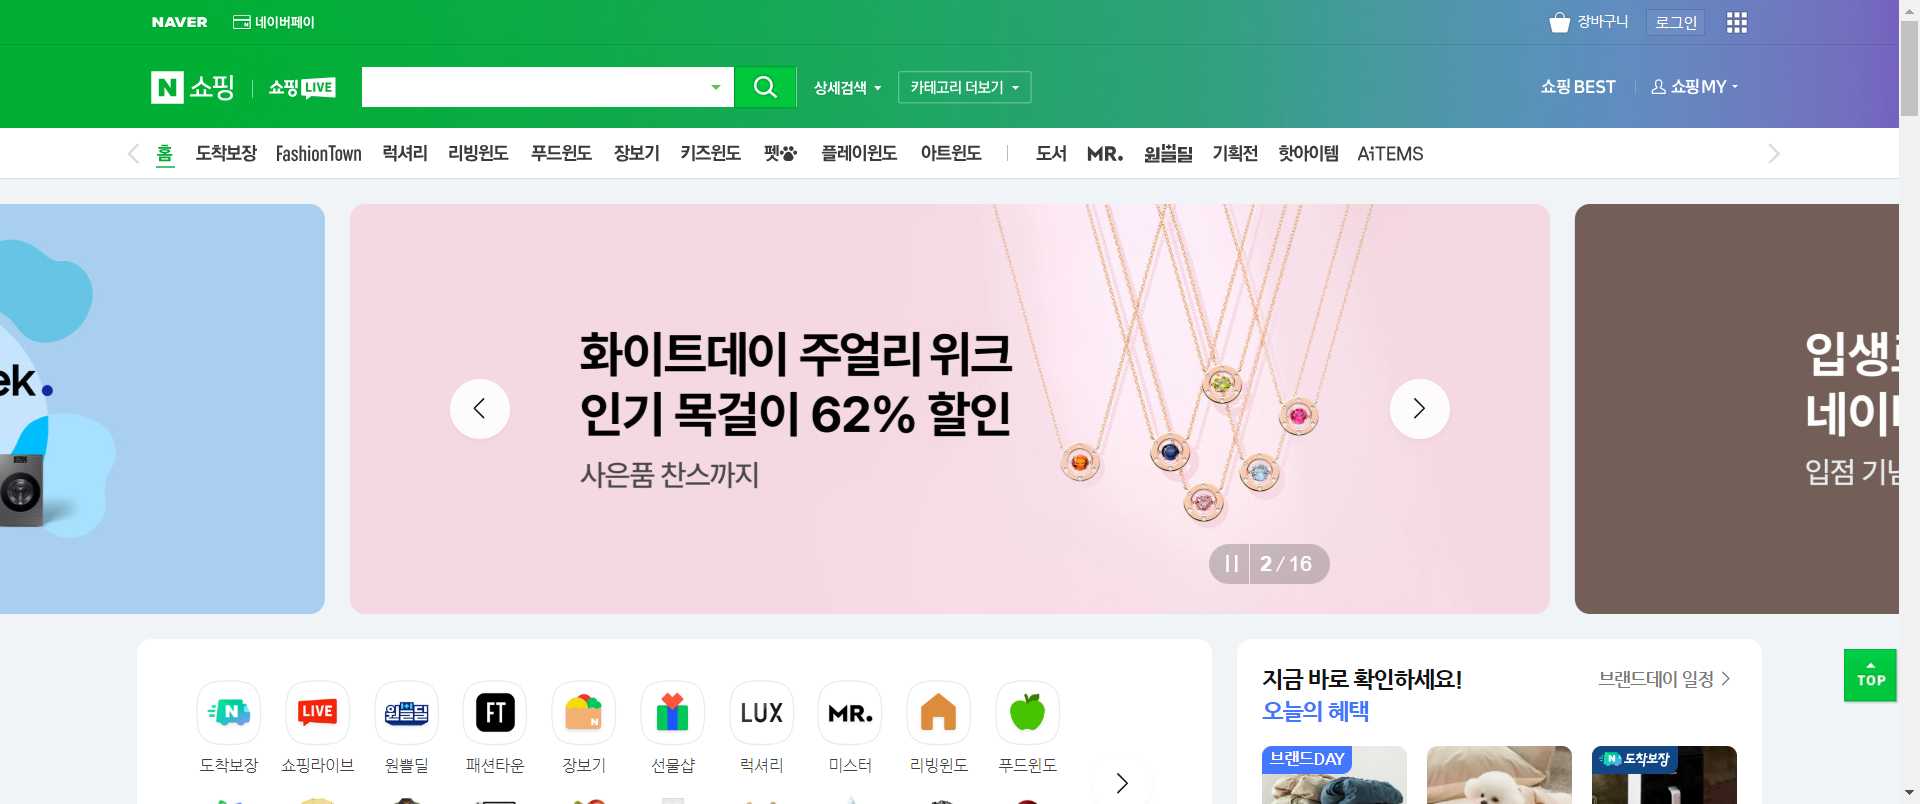 NAVER 네이버페이 장바구니 로그인
N 쇼핑 쇼핑 LIVE 상세검색 카테고리 더보기 쇼핑 BEST 쇼핑 MY
홈 도착보장 FashionTown 럭셔리 리빙윈도 푸드윈도 장보기 키즈윈도 펫 플레이윈도 아트윈도 도서 MR. 원쁠딜 기획전 핫아이템 AiTEMS
ek.
화이트데이 주얼리 위크
인기 목걸이 62% 할인
사은품 찬스까지
2 / 16
입생
네이
입점 기념
지금 바로 확인하세요! 브랜드데이 일정
오늘의 혜택
TOP
N LIVE 원쁠딜 FT N LUX MR.
도착보장 쇼핑라이브 원쁠딜 패션타운 장보기 선물샵 럭셔리 미스터 리빙윈도 푸드윈도
브랜드DAY N 도착보장